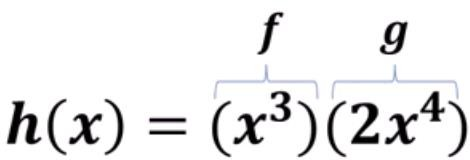 f g
h(x) = (x³)(2x⁴)